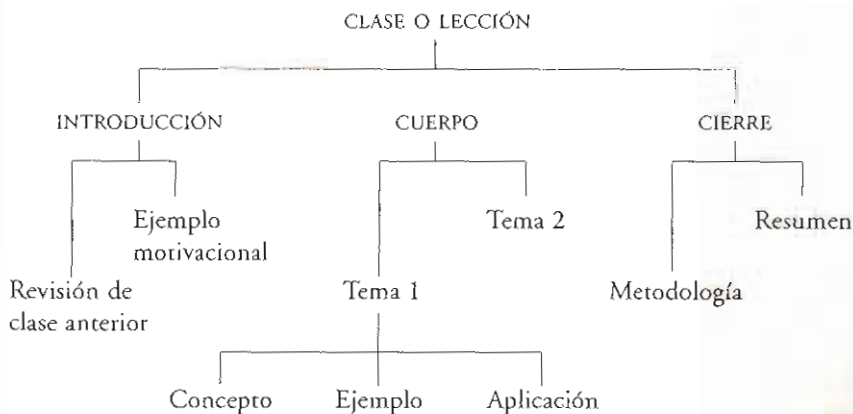 CLASE O LECCIÓN
INTRODUCCIÓN
CUERPO
CIERRE
Ejemplo
motivacional
Tema 2
Resumen
Revisión de
clase anterior
Tema 1
Metodología
Concepto
Ejemplo
Aplicación